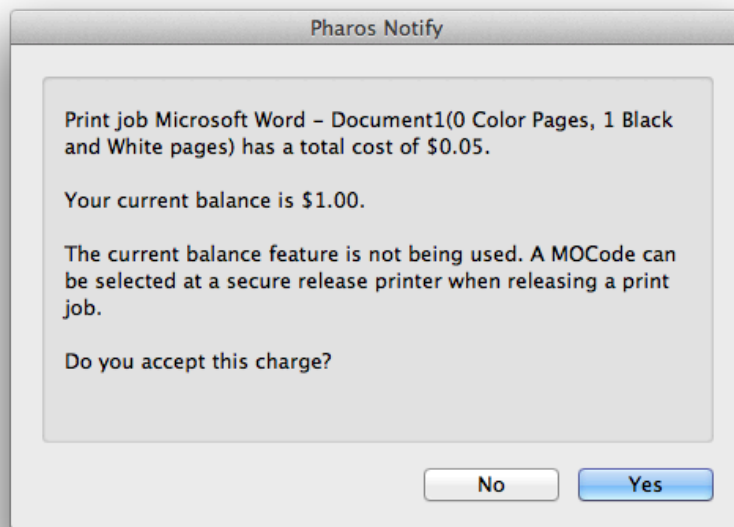 Pharos Notify
Print job Microsoft Word – Document1(0 Color Pages, 1 Black
and White pages) has a total cost of $0.05.
Your current balance is $1.00.
The current balance feature is not being used. A MOCode can
be selected at a secure release printer when releasing a print
job.
Do you accept this charge?
No
Yes